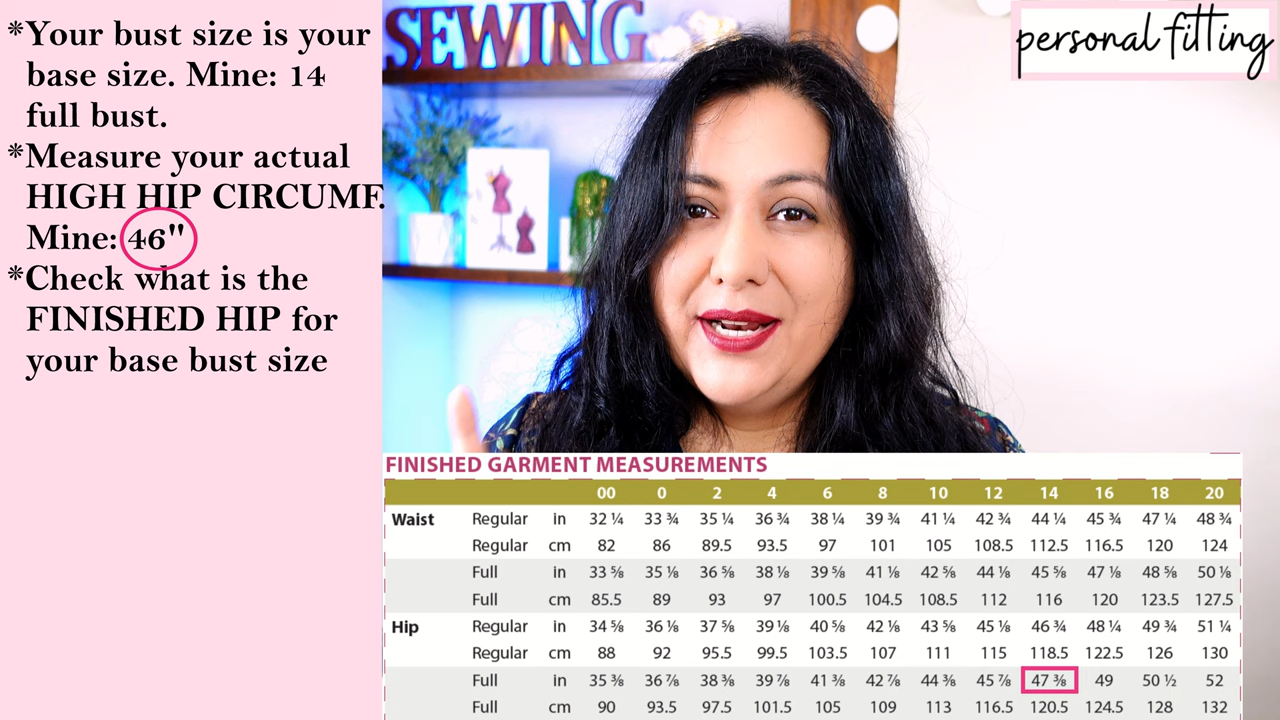 *Your bust size is your
base size. Mine: 14
full bust.
*Measure your actual
HIGH HIP CIRCUMF.
Mine: 46"
*Check what is the
FINISHED HIP for
your base bust size
SEWING
personal fitting
FINISHED GARMENT MEASUREMENTS
00 0 2 4 6 8 10 12 14 16 18 20
Waist Regular in 32 ¼ 33 ¾ 35 ¼ 36 ¾ 38 ¼ 39 ¾ 41 ¼ 42 ¾ 44 ¼ 45 ¾ 47 ¼ 48 ¾
Regular cm 82 86 89.5 93.5 97 101 105 108.5 112.5 116.5 120 124
Full in 33 ⅝ 35 ⅛ 36 ⅝ 38 ⅛ 39 ⅝ 41 ⅛ 42 ⅝ 44 ⅛ 45 ⅝ 47 ⅛ 48 ⅝ 50 ⅛
Full cm 85.5 89 93 97 100.5 104.5 108.5 112 116 120 123.5 127.5
Hip Regular in 34 ⅝ 36 ⅛ 37 ⅝ 39 ⅛ 40 ⅝ 42 ⅛ 43 ⅝ 45 ⅛ 46 ¾ 48 ¼ 49 ¾ 51 ¼
Regular cm 88 92 95.5 99.5 103.5 107 111 115 118.5 122.5 126 130
Full in 35 ⅜ 36 ⅞ 38 ⅜ 39 ⅞ 41 ⅜ 42 ⅞ 44 ⅜ 45 ⅞ 47 ⅜ 49 50 ½ 52
Full cm 90 93.5 97.5 101.5 105 109 113 116.5 120.5 124.5 128 132